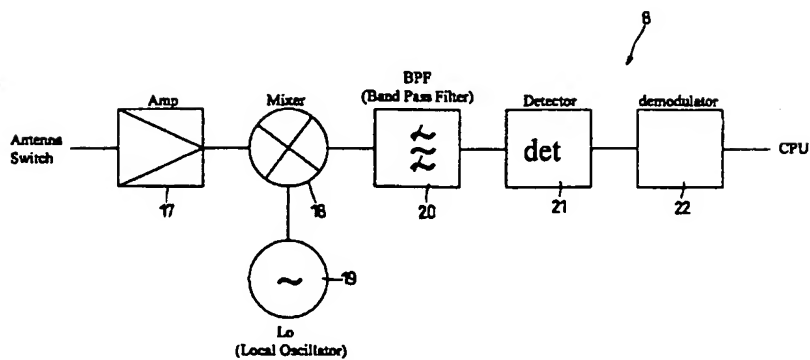 8
BPF
(Band Pass Filter)
Amp
Mixer
Detector
demodulator
Antenna
Switch
det
CPU
17
18
20
21
22
19
Lo
(Local Oscillator)